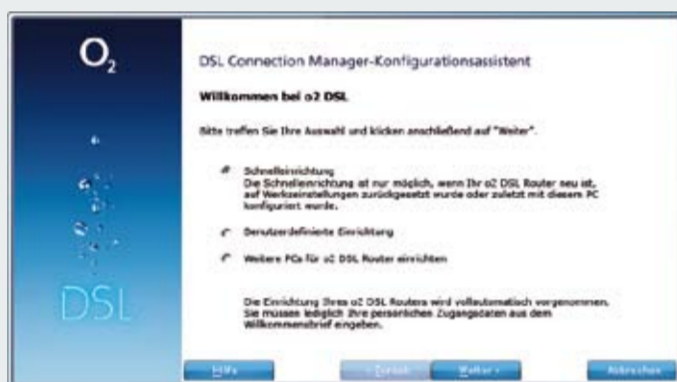 O2
DSL Connection Manager-Konfigurationsassistent
Willkommen bei o2 DSL
Bitte treffen Sie Ihre Auswahl und klicken anschließend auf "Weiter".
Schnelleinrichtung
Die Schnelleinrichtung ist nur möglich, wenn Ihr o2 DSL Router neu ist,
auf Werkseinstellungen zurückgesetzt wurde oder zuletzt mit diesem PC
konfiguriert wurde.
Benutzerdefinierte Einrichtung
Weitere PCs für o2 DSL Router einrichten
DSL
Die Einrichtung Ihres o2 DSL Routers wird vollautomatisch vorgenommen.
Sie müssen lediglich Ihre persönlichen Zugangsdaten aus dem
Willkommensbrief eingeben.
Hilfe
< Zurück
Weiter >
Abbrechen